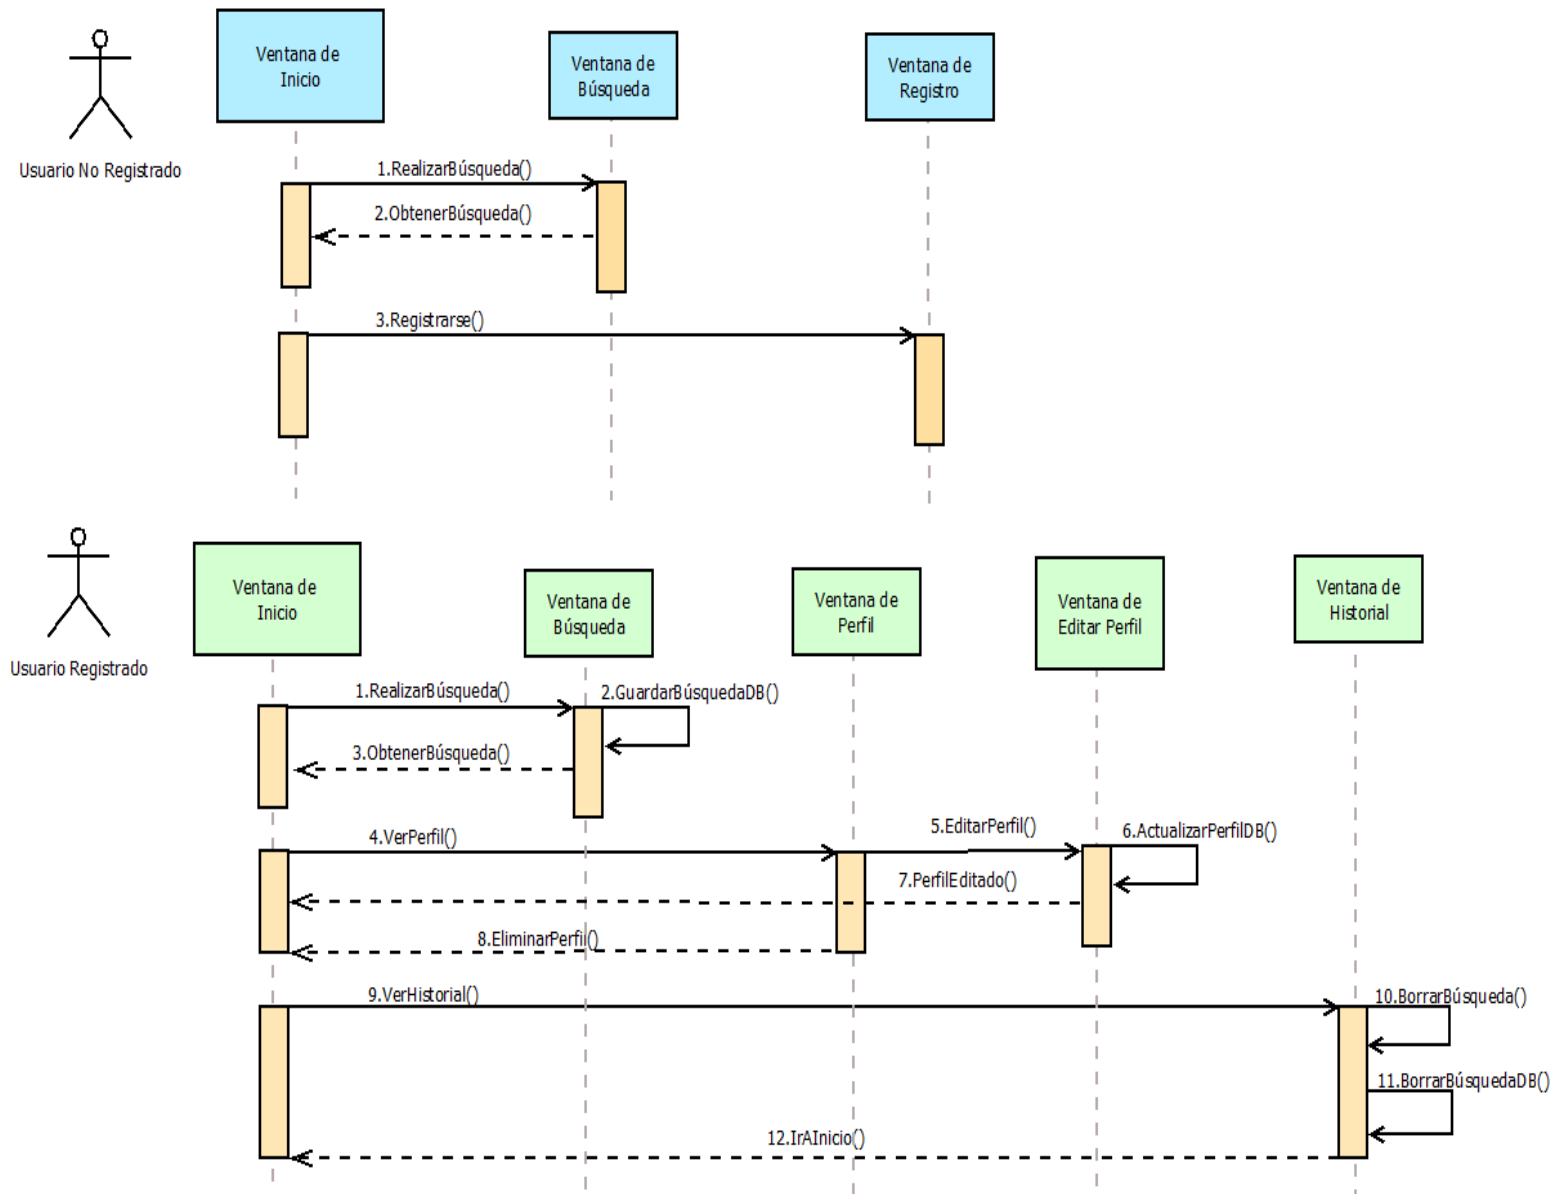 Ventana de
Inicio
Ventana de
Búsqueda
Ventana de
Registro
Usuario No Registrado
1.RealizarBúsqueda()
2.ObtenerBúsqueda()
3.Registrarse()
Ventana de
Inicio
Ventana de
Búsqueda
Ventana de
Perfil
Ventana de
Editar Perfil
Ventana de
Historial
Usuario Registrado
1.RealizarBúsqueda()
2.GuardarBúsquedaDB()
3.ObtenerBúsqueda()
4.VerPerfil()
5.EditarPerfil()
6.ActualizarPerfilDB()
7.PerfilEditado()
8.EliminarPerfil()
9.VerHistorial()
10.BorrarBúsqueda()
11.BorrarBúsquedaDB()
12.IrAInicio()